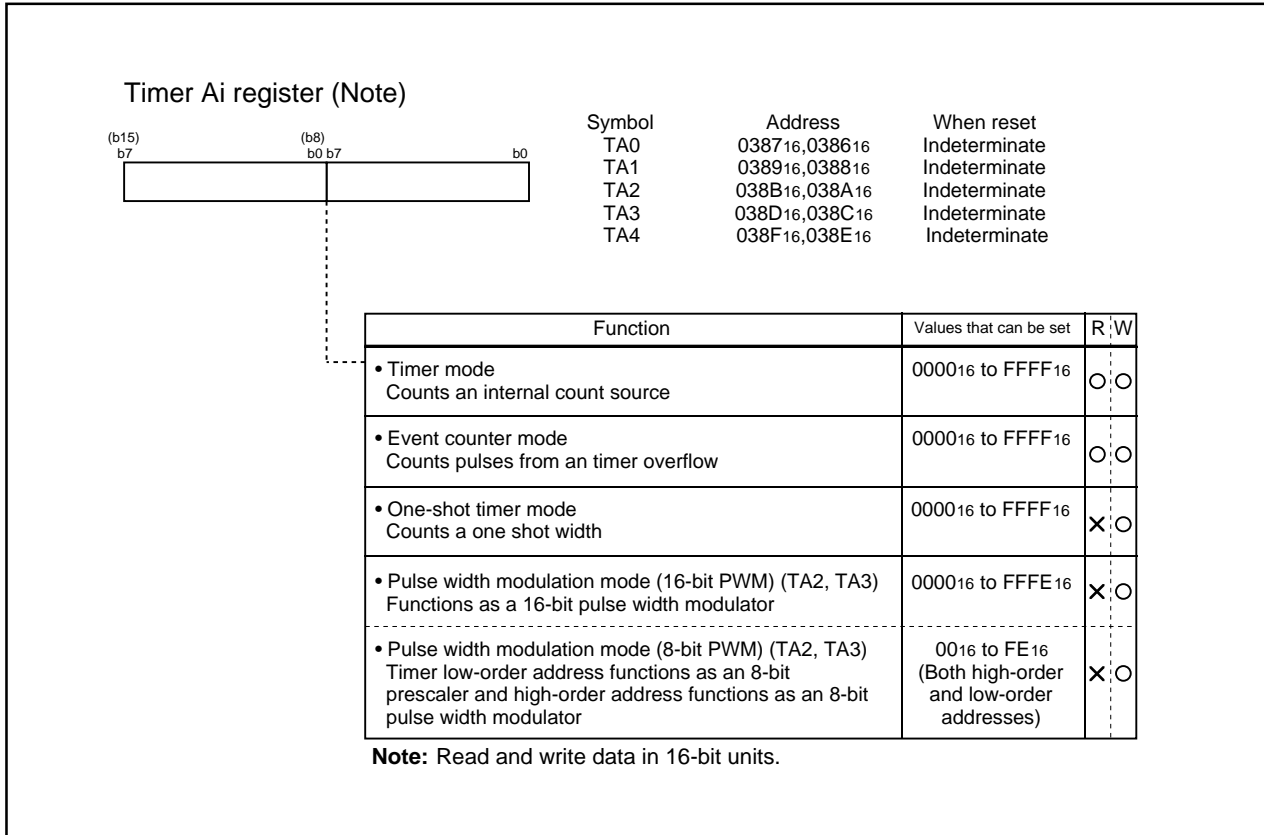 Timer Ai register (Note)
(b15) (b8)
b7 b0 b7 b0
Symbol Address When reset
TA0 038716,038616 Indeterminate
TA1 038916,038816 Indeterminate
TA2 038B16,038A16 Indeterminate
TA3 038D16,038C16 Indeterminate
TA4 038F16,038E16 Indeterminate
Function Values that can be set R W
• Timer mode 000016 to FFFF16
Counts an internal count source
• Event counter mode 000016 to FFFF16
Counts pulses from an timer overflow
• One-shot timer mode 000016 to FFFF16
Counts a one shot width
• Pulse width modulation mode (16-bit PWM) (TA2, TA3) 000016 to FFFE16
Functions as a 16-bit pulse width modulator
• Pulse width modulation mode (8-bit PWM) (TA2, TA3) 0016 to FE16
Timer low-order address functions as an 8-bit (Both high-order
prescaler and high-order address functions as an 8-bit and low-order
pulse width modulator addresses)
Note: Read and write data in 16-bit units.